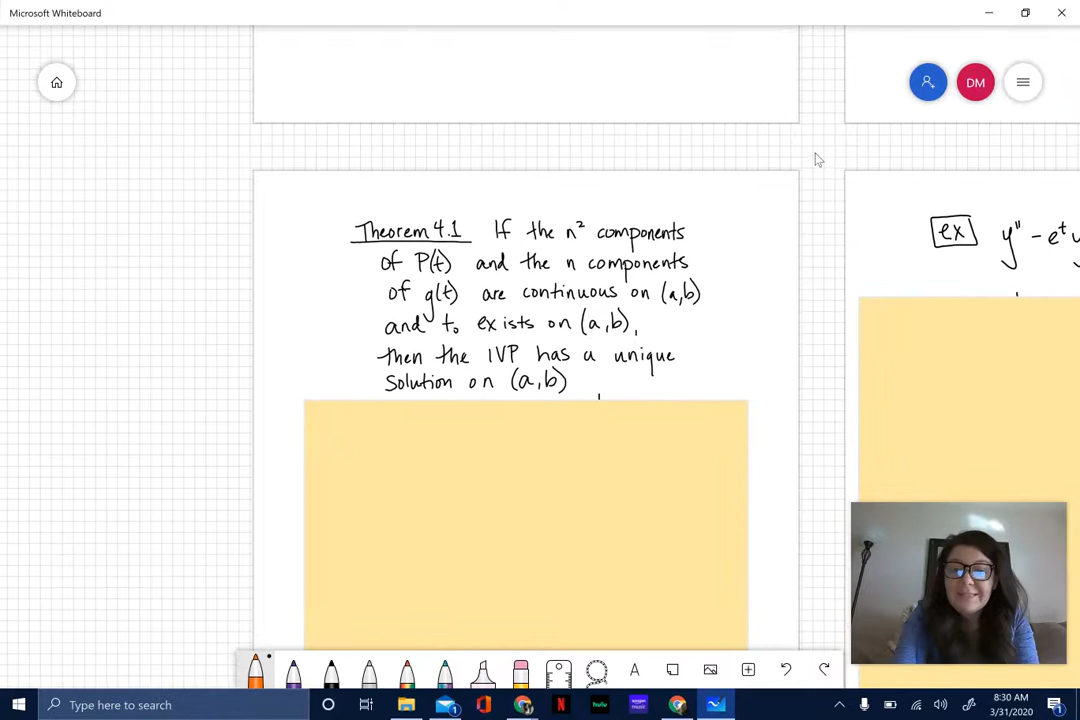 Microsoft Whiteboard
DM
Theorem 4.1 If the n² components
of P(t) and the n components
of g(t) are continuous on (a,b)
and t₀ exists on (a,b),
then the IVP has a unique
solution on (a,b)
ex y'' - eᵗy
A
Type here to search
hulu
8:30 AM
3/31/2020